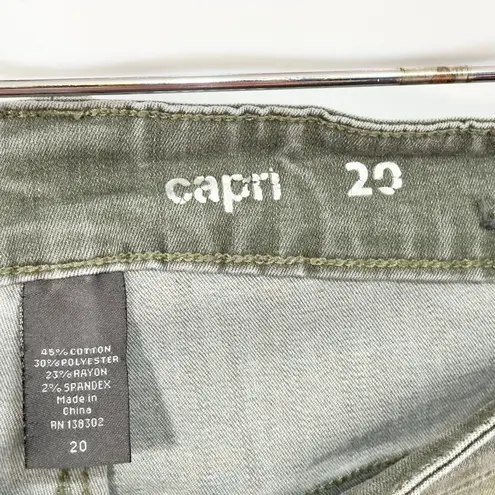 capri 20
45% COTTON
30% POLYESTER
23% RAYON
2% SPANDEX
Made in
China
RN 138302
20